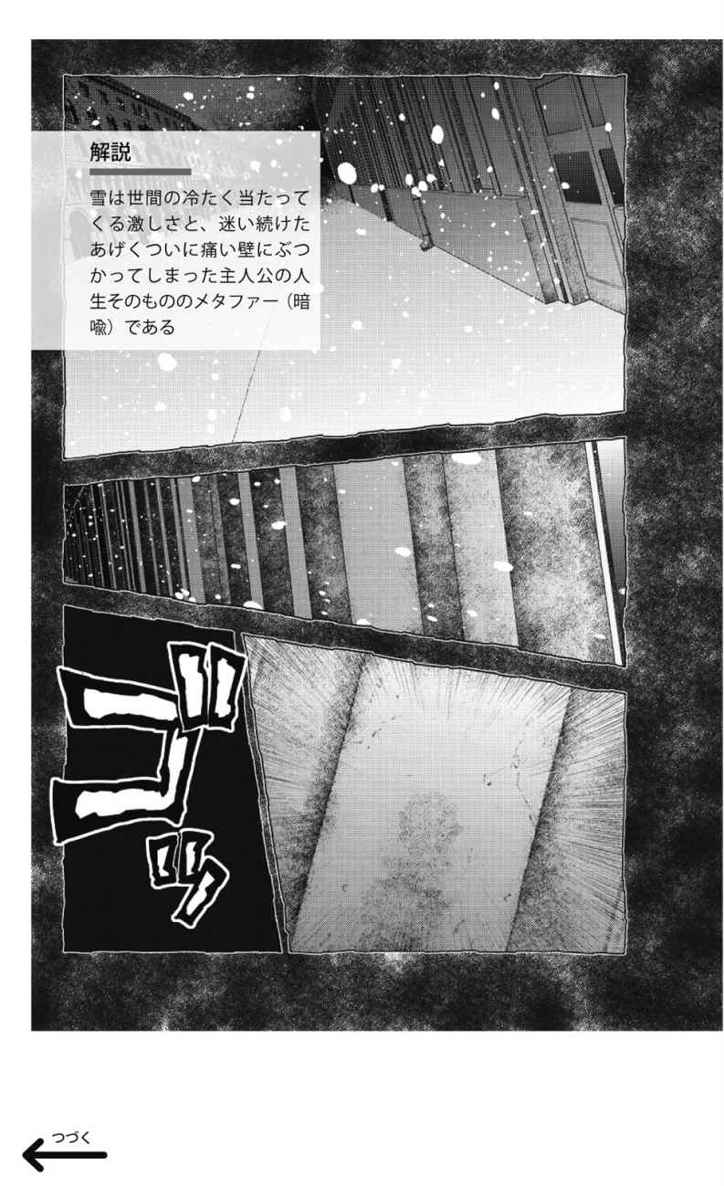 解説
雪は世間の冷たく当たって
くる激しさと、迷い続けた
あげくついに痛い壁にぶつ
かってしまった主人公の人
生そのもののメタファー（暗
喩）である
ゴッ
つづく